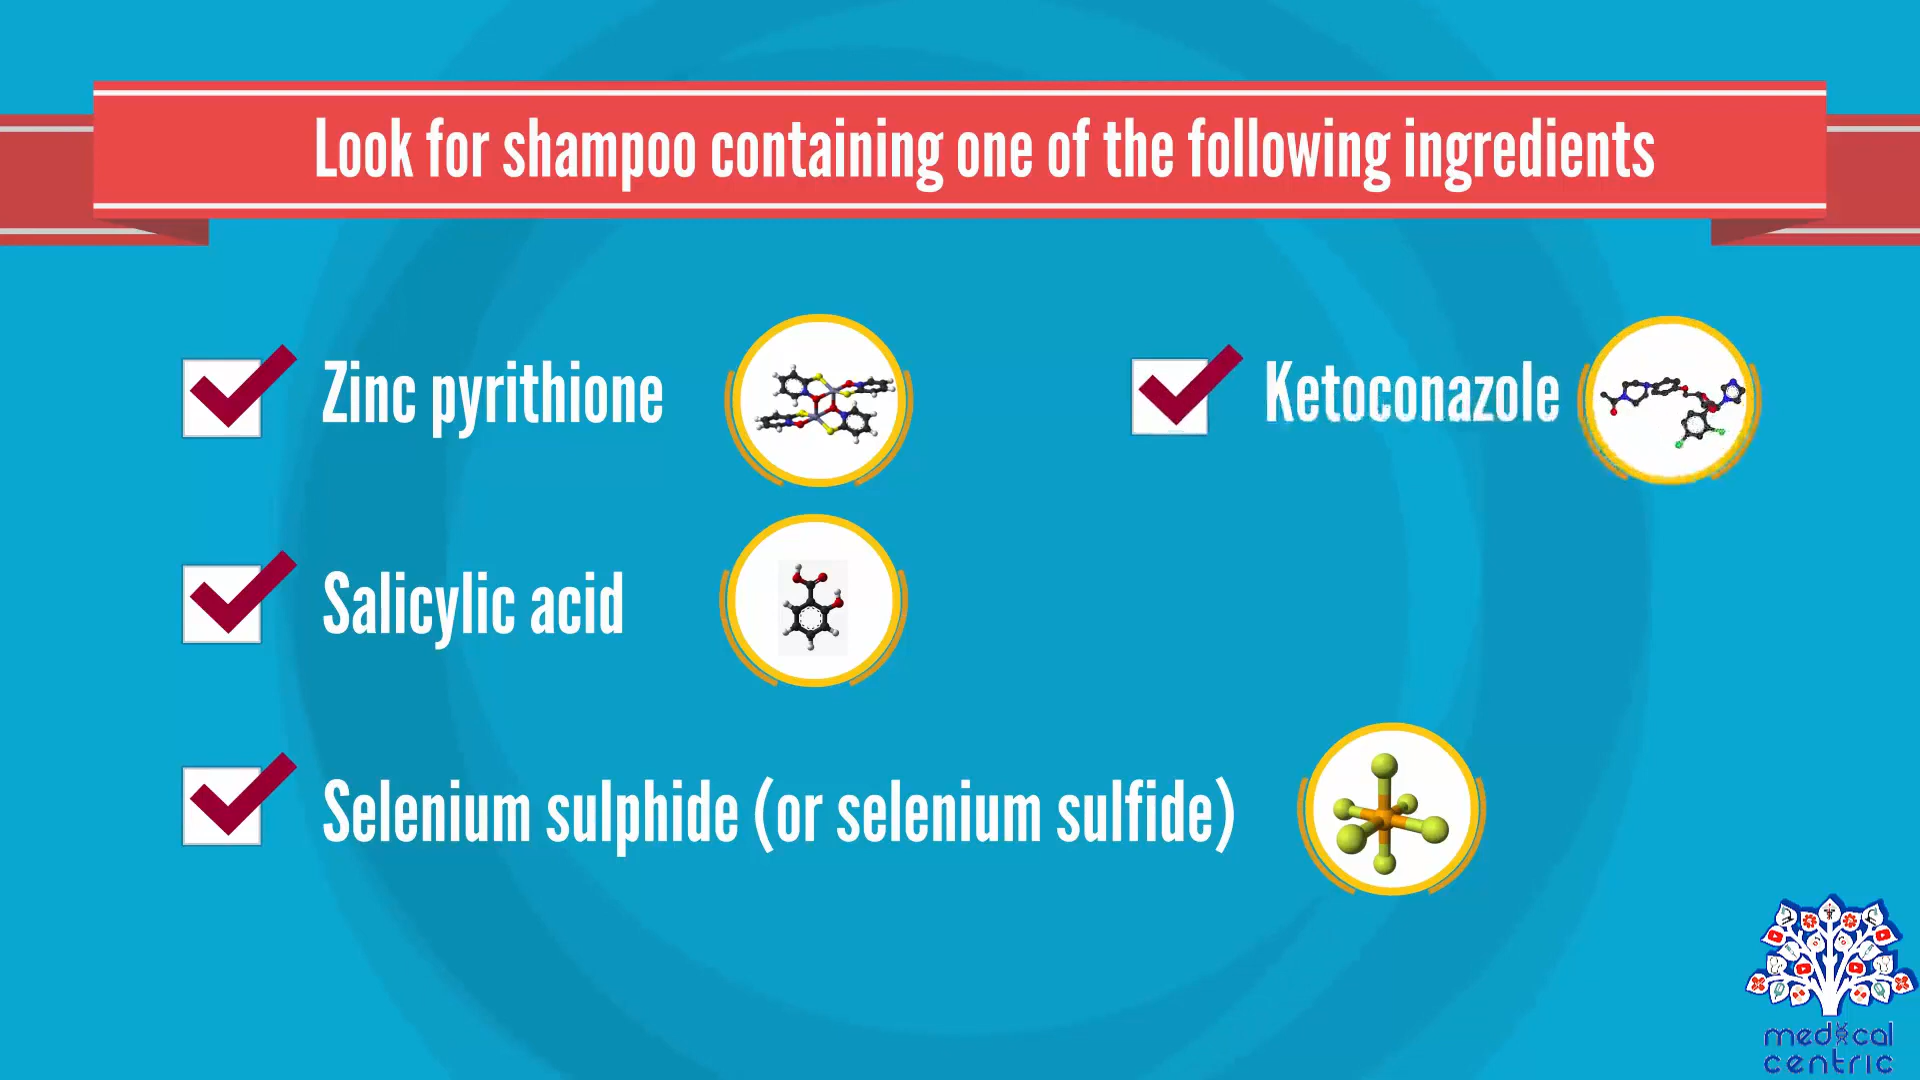 Look for shampoo containing one of the following ingredients
Zinc pyrithione
Ketoconazole
Salicylic acid
Selenium sulphide (or selenium sulfide)
medical
centric